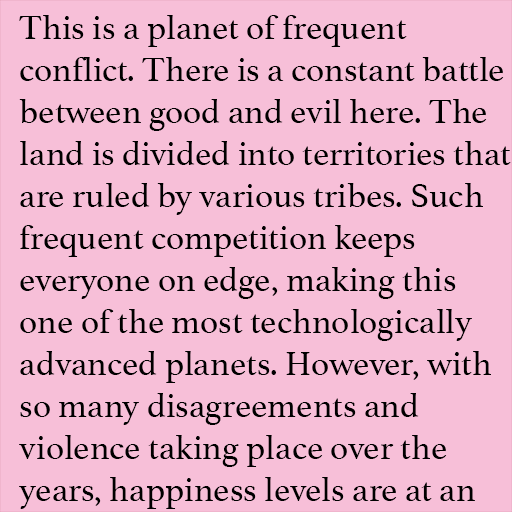 This is a planet of frequent
conflict. There is a constant battle
between good and evil here. The
land is divided into territories that
are ruled by various tribes. Such
frequent competition keeps
everyone on edge, making this
one of the most technologically
advanced planets. However, with
so many disagreements and
violence taking place over the
years, happiness levels are at an